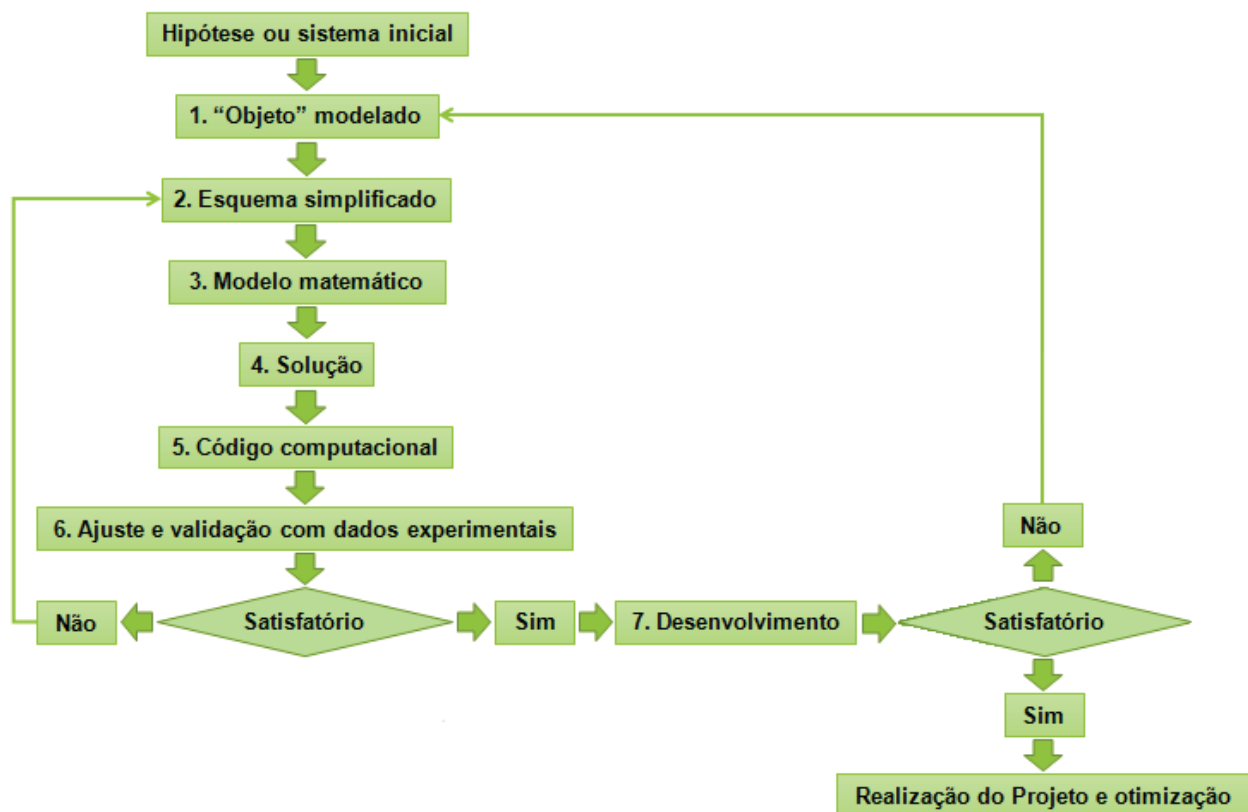 Hipótese ou sistema inicial
1. “Objeto” modelado
2. Esquema simplificado
3. Modelo matemático
4. Solução
5. Código computacional
6. Ajuste e validação com dados experimentais
Não
Não
Satisfatório
Sim
7. Desenvolvimento
Satisfatório
Sim
Realização do Projeto e otimização